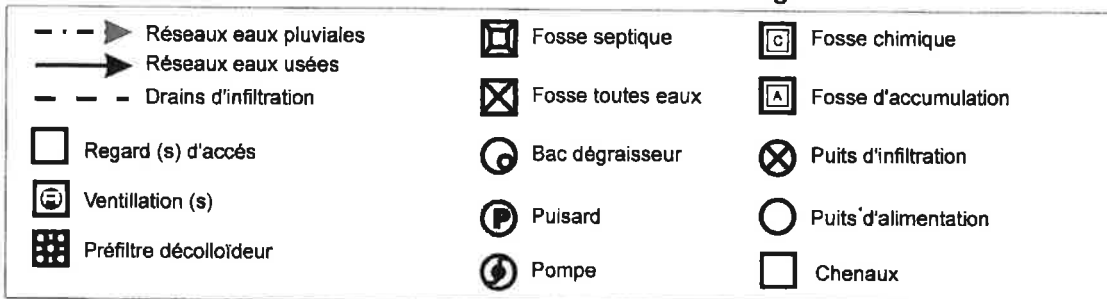 Réseaux eaux pluviales
Réseaux eaux usées
Drains d'infiltration
Regard (s) d'accés
Ventillation (s)
Préfiltre décolloïdeur
Fosse septique
Fosse toutes eaux
Bac dégraisseur
P Puisard
Pompe
C Fosse chimique
A Fosse d'accumulation
Puits d'infiltration
Puits d'alimentation
Chenaux